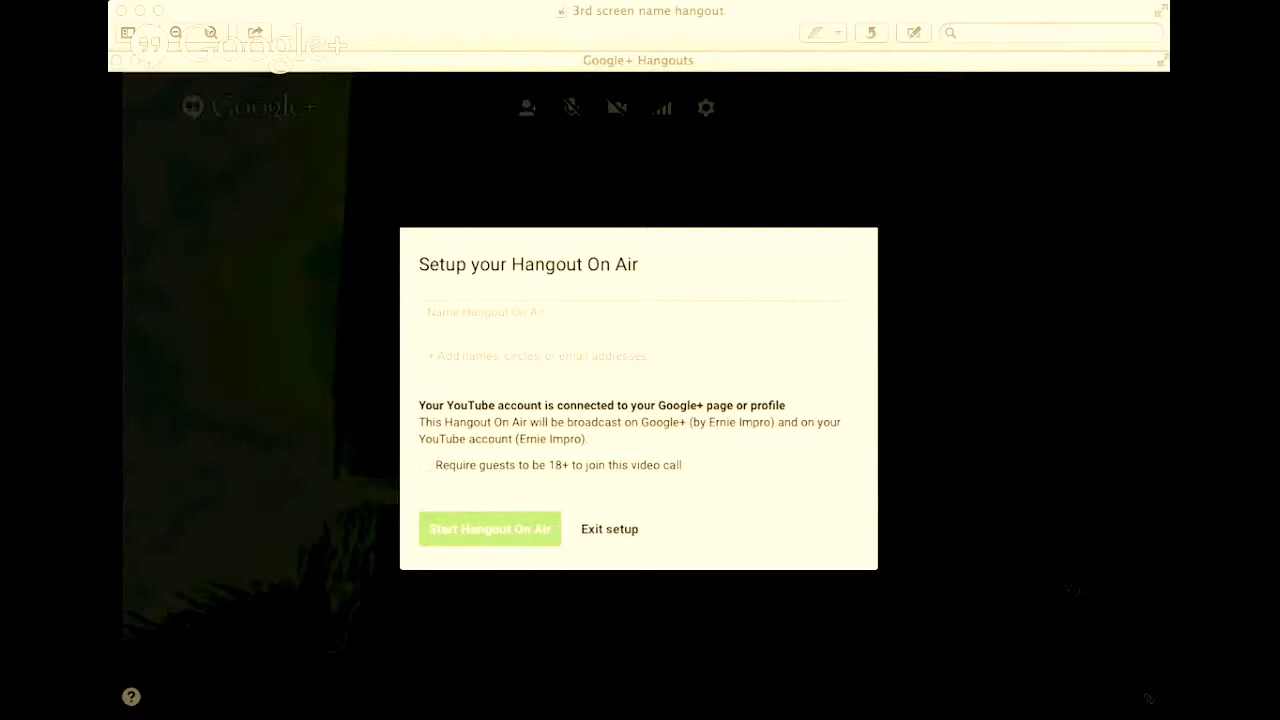 3rd screen name hangout
Google+
Google+ Hangouts
Google+
Setup your Hangout On Air
Name Hangout On Air
+ Add names, circles, or email addresses
Your YouTube account is connected to your Google+ page or profile
This Hangout On Air will be broadcast on Google+ (by Ernie Impro) and on your
YouTube account (Ernie Impro).
Require guests to be 18+ to join this video call
Start Hangout On Air
Exit setup
You
?